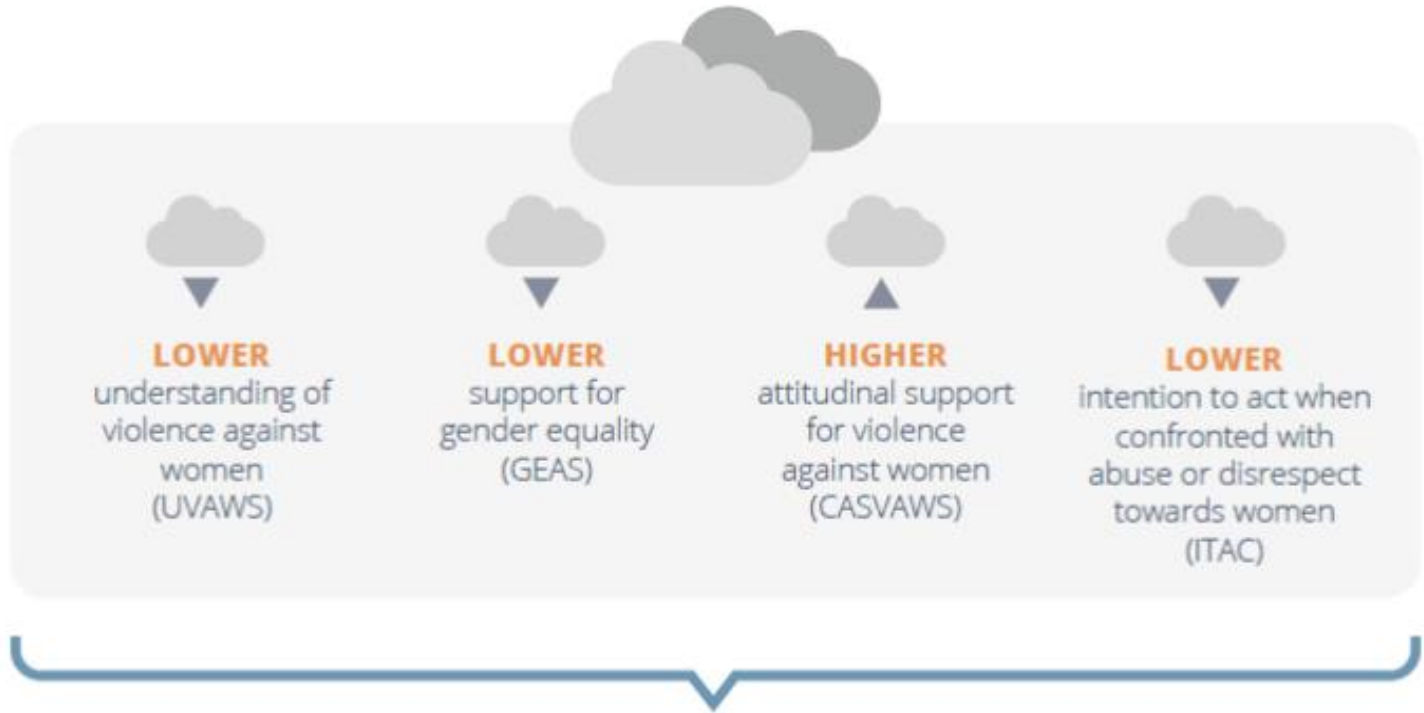 LOWER
understanding of
violence against
women
(UVAWS)
LOWER
support for
gender equality
(GEAS)
HIGHER
attitudinal support
for violence
against women
(CASVAWS)
LOWER
intention to act when
confronted with
abuse or disrespect
towards women
(ITAC)